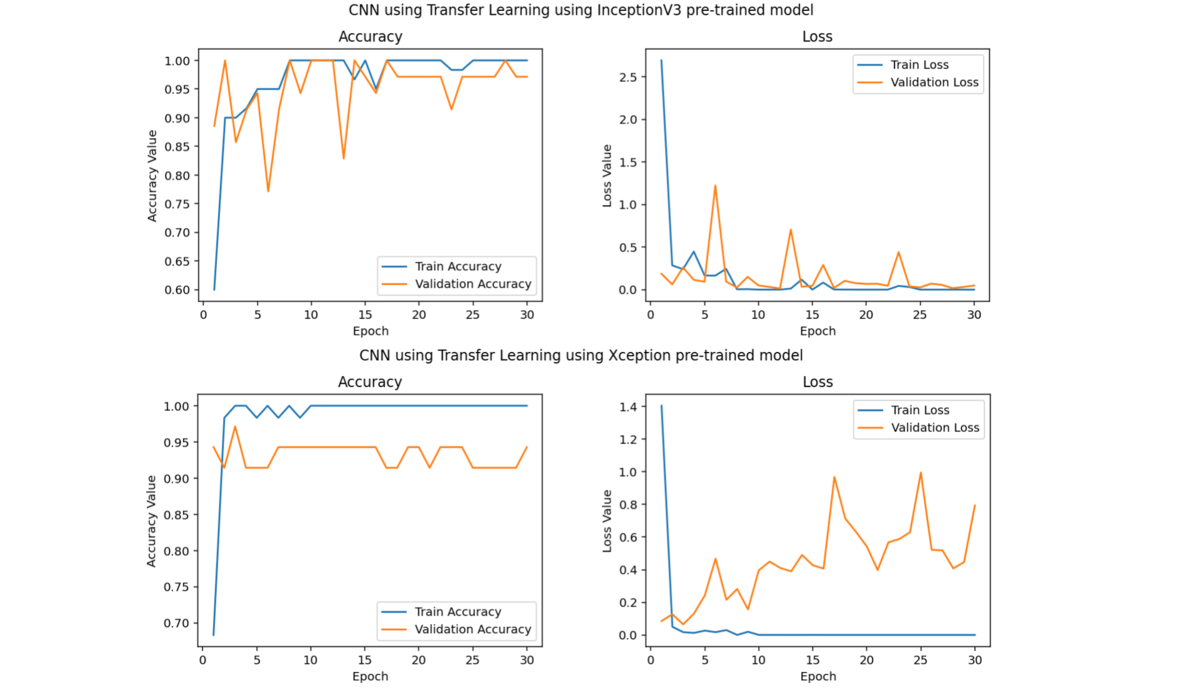 CNN using Transfer Learning using InceptionV3 pre-trained model
Accuracy
Accuracy Value
1.00
0.95
0.90
0.85
0.80
0.75
0.70
0.65
0.60
Train Accuracy
Validation Accuracy
0 5 10 15 20 25 30
Epoch
Loss
Loss Value
2.5
2.0
1.5
1.0
0.5
0.0
Train Loss
Validation Loss
0 5 10 15 20 25 30
Epoch
CNN using Transfer Learning using Xception pre-trained model
Accuracy
Accuracy Value
1.00
0.95
0.90
0.85
0.80
0.75
0.70
Train Accuracy
Validation Accuracy
0 5 10 15 20 25 30
Epoch
Loss
Loss Value
1.4
1.2
1.0
0.8
0.6
0.4
0.2
0.0
Train Loss
Validation Loss
0 5 10 15 20 25 30
Epoch